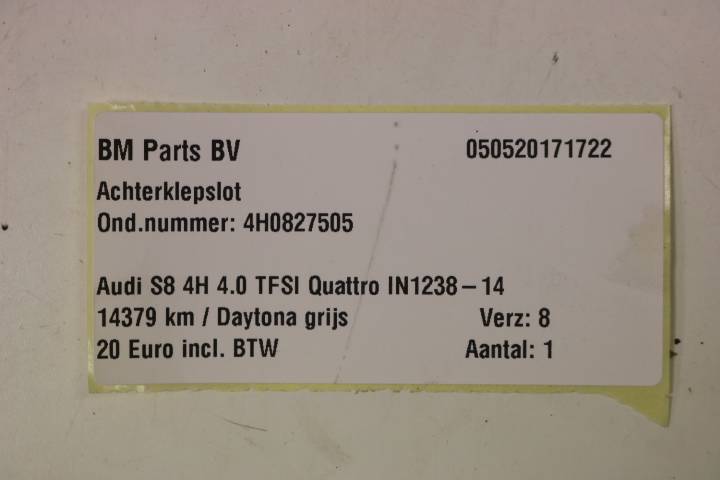 BM Parts BV 050520171722
Achterklepslot
Ond.nummer: 4H0827505
Audi S8 4H 4.0 TFSI Quattro IN1238-14
14379 km / Daytona grijs Verz: 8
20 Euro incl. BTW Aantal: 1